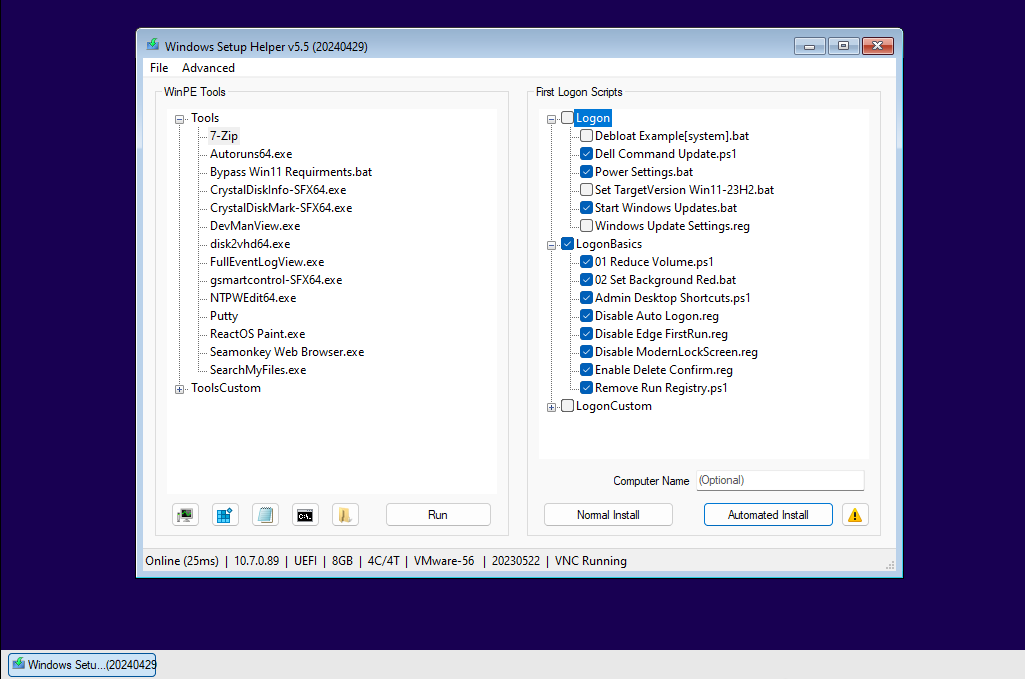 Windows Setup Helper v5.5 (20240429)
File Advanced
WinPE Tools
Tools
7-Zip
Autoruns64.exe
Bypass Win11 Requirments.bat
CrystalDiskInfo-SFX64.exe
CrystalDiskMark-SFX64.exe
DevManView.exe
disk2vhd64.exe
FullEventLogView.exe
gsmartcontrol-SFX64.exe
NTPWEdit64.exe
Putty
ReactOS Paint.exe
Seamonkey Web Browser.exe
SearchMyFiles.exe
ToolsCustom
Run
First Logon Scripts
Logon
Debloat Example[system].bat
Dell Command Update.ps1
Power Settings.bat
Set TargetVersion Win11-23H2.bat
Start Windows Updates.bat
Windows Update Settings.reg
LogonBasics
01 Reduce Volume.ps1
02 Set Background Red.bat
Admin Desktop Shortcuts.ps1
Disable Auto Logon.reg
Disable Edge FirstRun.reg
Disable ModernLockScreen.reg
Enable Delete Confirm.reg
Remove Run Registry.ps1
LogonCustom
Computer Name (Optional)
Normal Install Automated Install
Online (25ms) | 10.7.0.89 | UEFI | 8GB | 4C/4T | VMware-56 | 20230522 | VNC Running
Windows Setu...(20240429